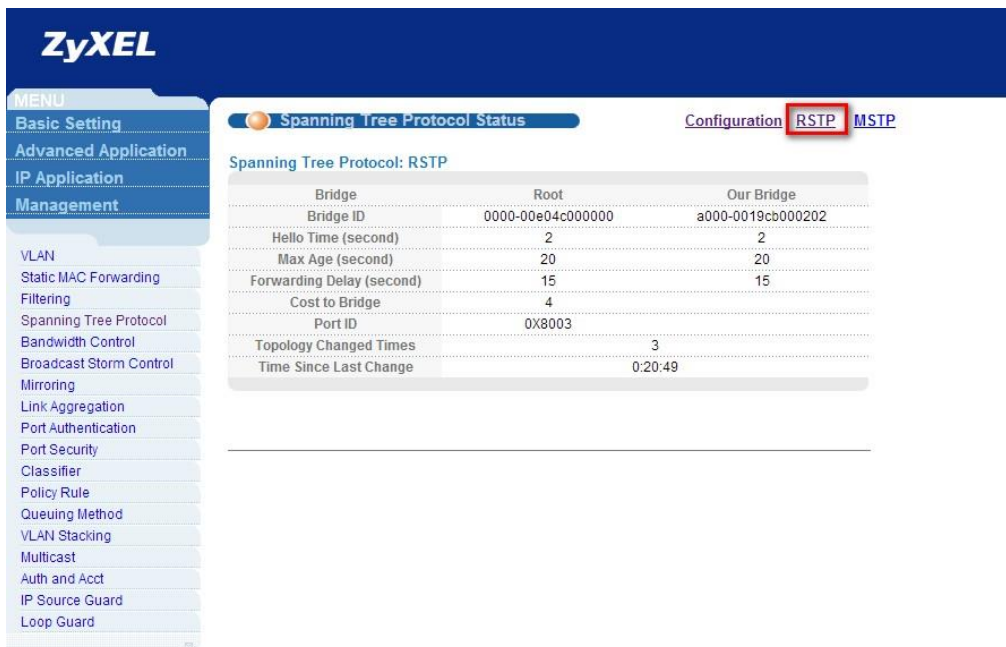 ZyXEL
MENU
Basic Setting
Advanced Application
IP Application
Management
VLAN
Static MAC Forwarding
Filtering
Spanning Tree Protocol
Bandwidth Control
Broadcast Storm Control
Mirroring
Link Aggregation
Port Authentication
Port Security
Classifier
Policy Rule
Queuing Method
VLAN Stacking
Multicast
Auth and Acct
IP Source Guard
Loop Guard
Spanning Tree Protocol Status
Configuration RSTP MSTP
Spanning Tree Protocol: RSTP
Bridge Root Our Bridge
Bridge ID 0000-00e04c000000 a000-0019cb000202
Hello Time (second) 2 2
Max Age (second) 20 20
Forwarding Delay (second) 15 15
Cost to Bridge 4
Port ID 0X8003
Topology Changed Times 3
Time Since Last Change 0:20:49